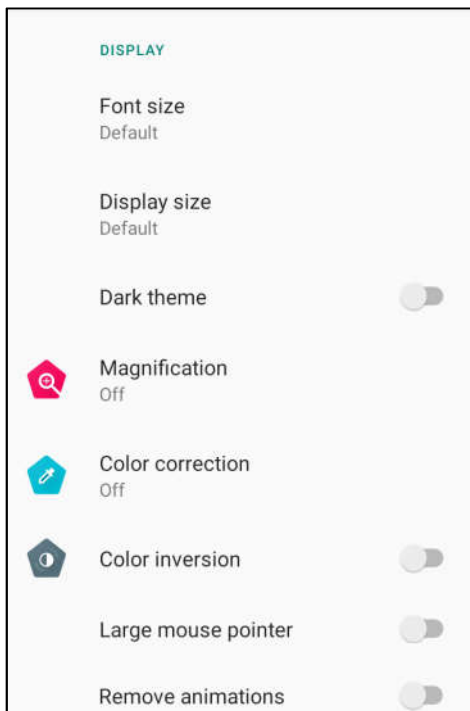 DISPLAY
Font size
Default
Display size
Default
Dark theme
Magnification
Off
Color correction
Off
Color inversion
Large mouse pointer
Remove animations